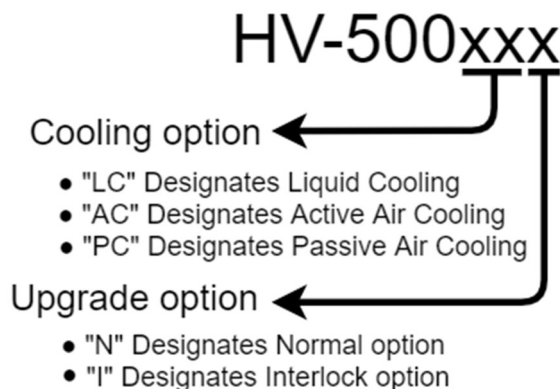 HV-500xxx
Cooling option
• "LC" Designates Liquid Cooling
• "AC" Designates Active Air Cooling
• "PC" Designates Passive Air Cooling
Upgrade option
• "N" Designates Normal option
• "I" Designates Interlock option